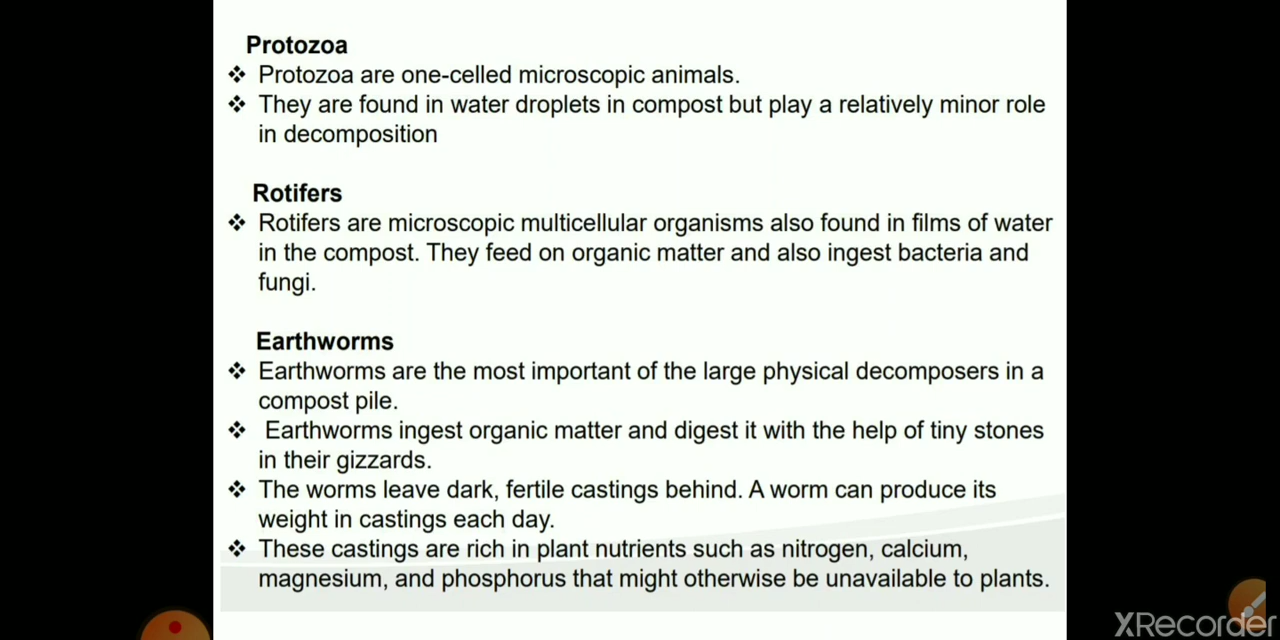 Protozoa
❖ Protozoa are one-celled microscopic animals.
❖ They are found in water droplets in compost but play a relatively minor role
in decomposition
Rotifers
❖ Rotifers are microscopic multicellular organisms also found in films of water
in the compost. They feed on organic matter and also ingest bacteria and
fungi.
Earthworms
❖ Earthworms are the most important of the large physical decomposers in a
compost pile.
❖ Earthworms ingest organic matter and digest it with the help of tiny stones
in their gizzards.
❖ The worms leave dark, fertile castings behind. A worm can produce its
weight in castings each day.
❖ These castings are rich in plant nutrients such as nitrogen, calcium,
magnesium, and phosphorus that might otherwise be unavailable to plants.
XRecorder